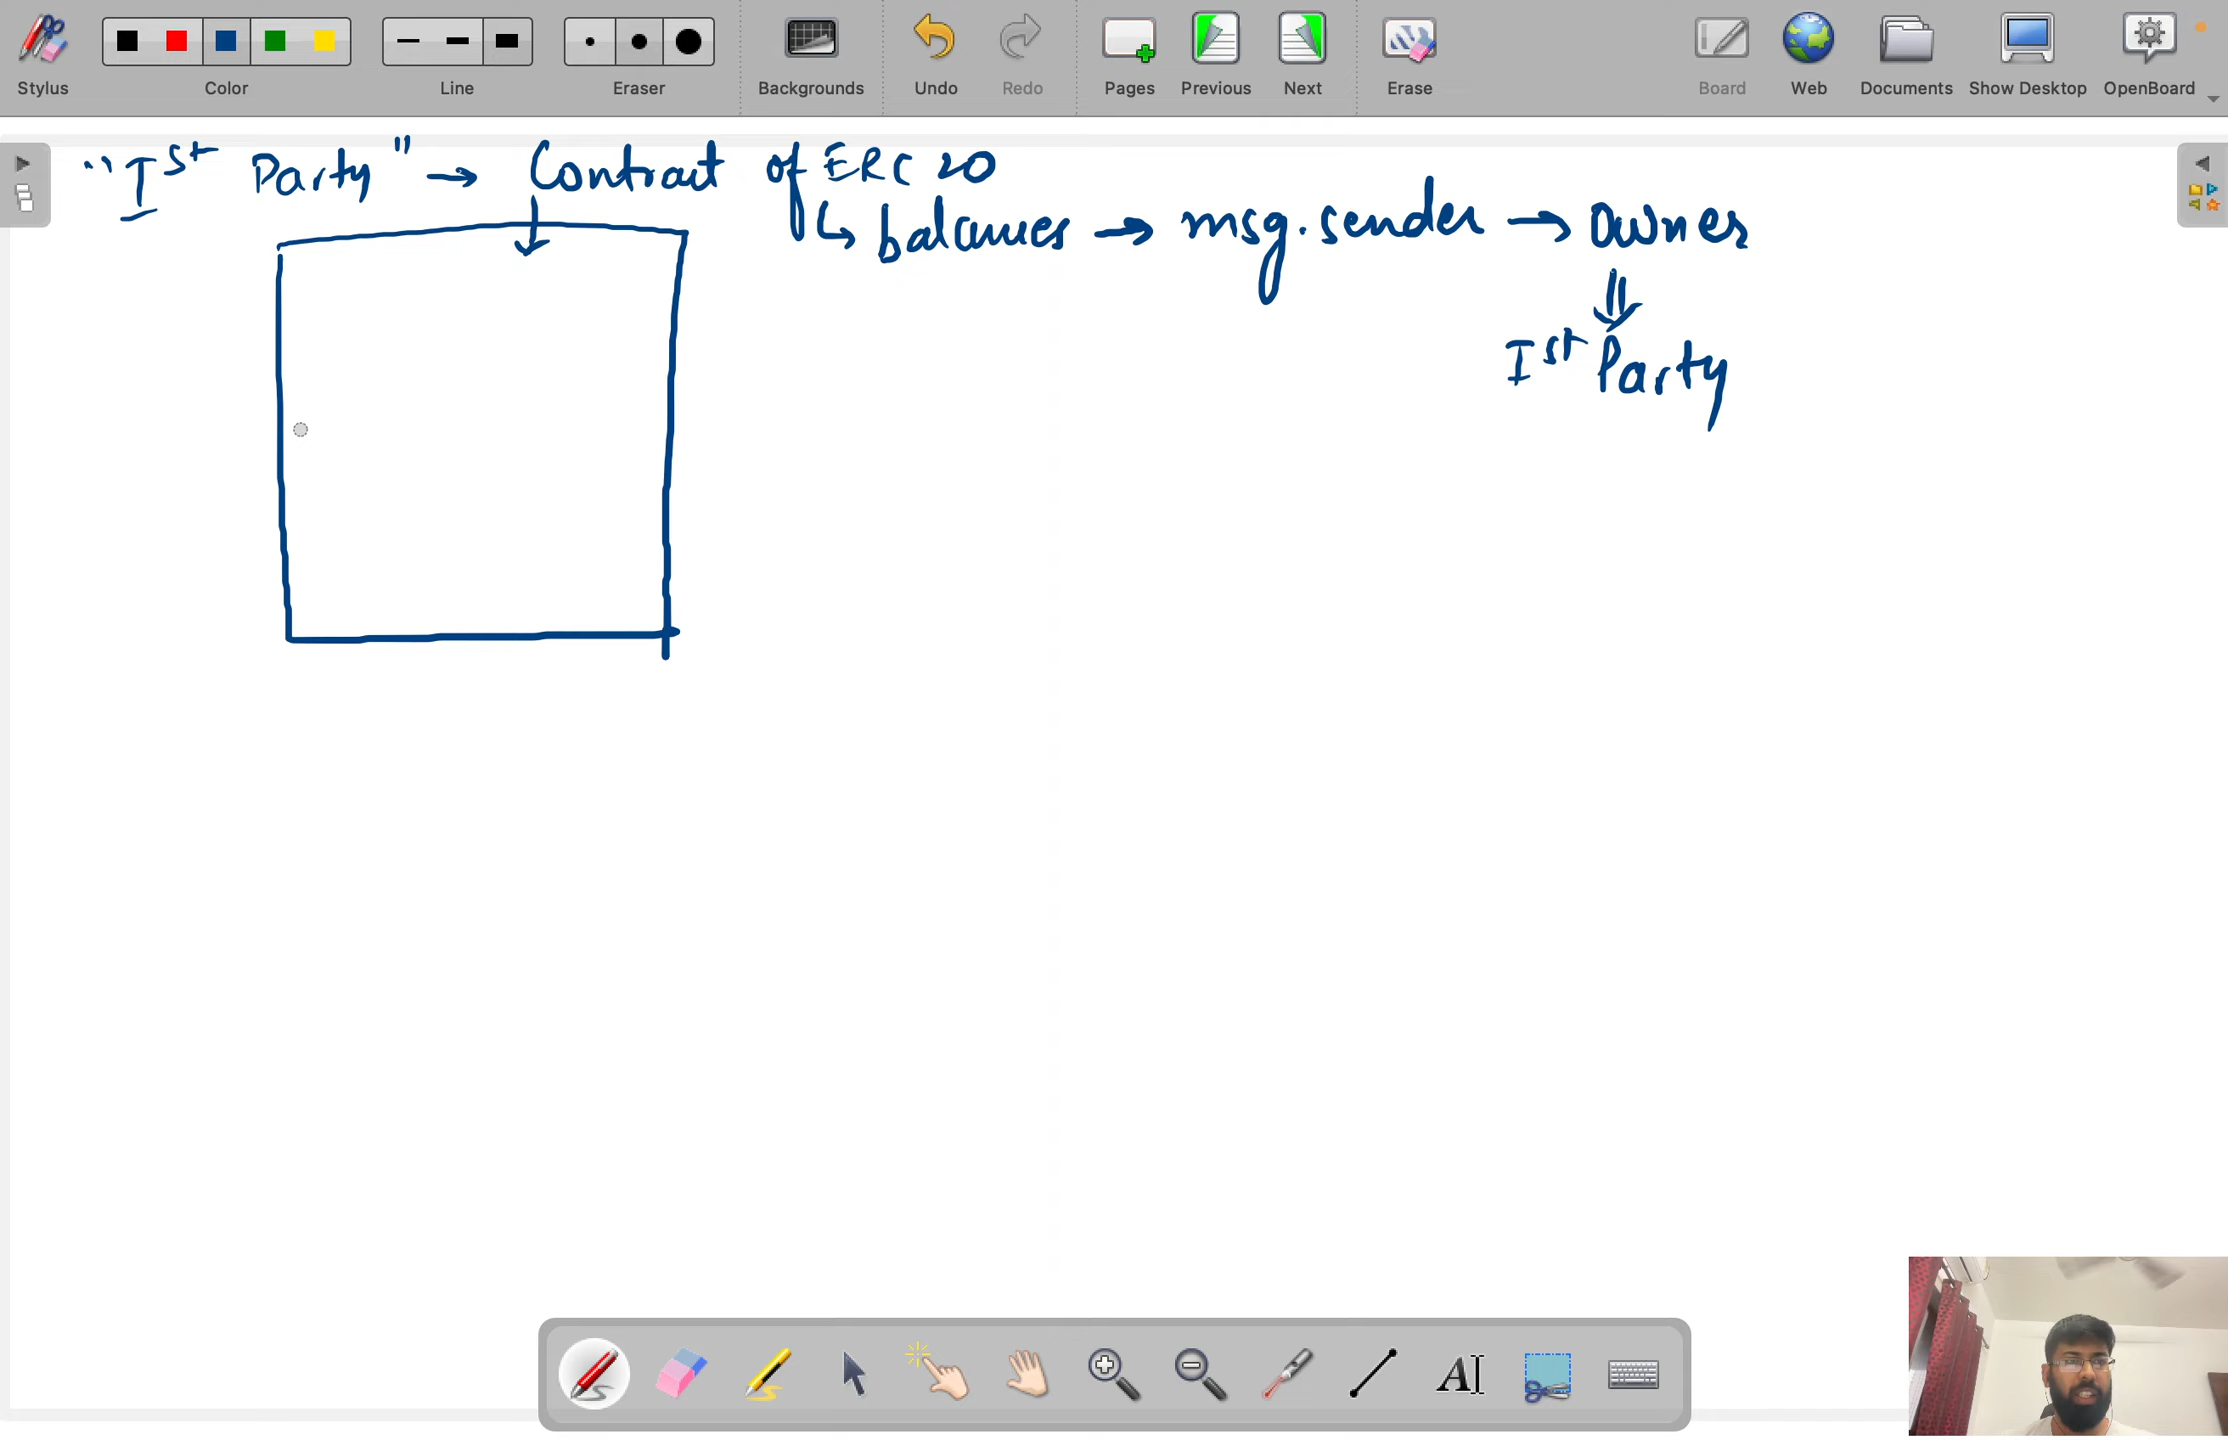 Stylus Color Line Eraser Backgrounds Undo Redo Pages Previous Next Erase Board Web Documents Show Desktop OpenBoard
"Ist Party" → Contract of ERC 20
↳ balances → msg.sender → owner
Ist Party